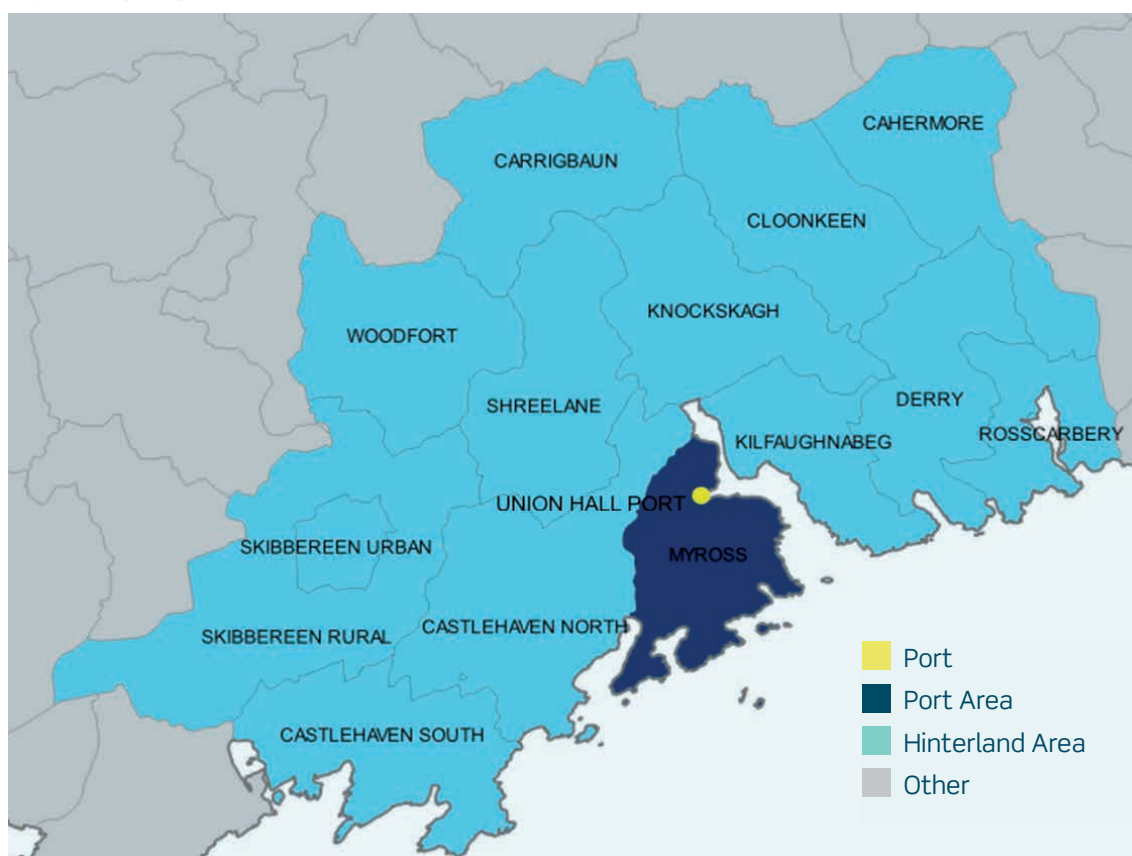 CAHERMORE
CARRIGBAUN
CLOONKEEN
KNOCKSKAGH
WOODFORT
SHREELANE
DERRY
KILFAUGHNABEG
ROSSCARBERY
UNION HALL PORT
SKIBBEREEN URBAN
MYROSS
CASTLEHAVEN NORTH
SKIBBEREEN RURAL
CASTLEHAVEN SOUTH
Port
Port Area
Hinterland Area
Other